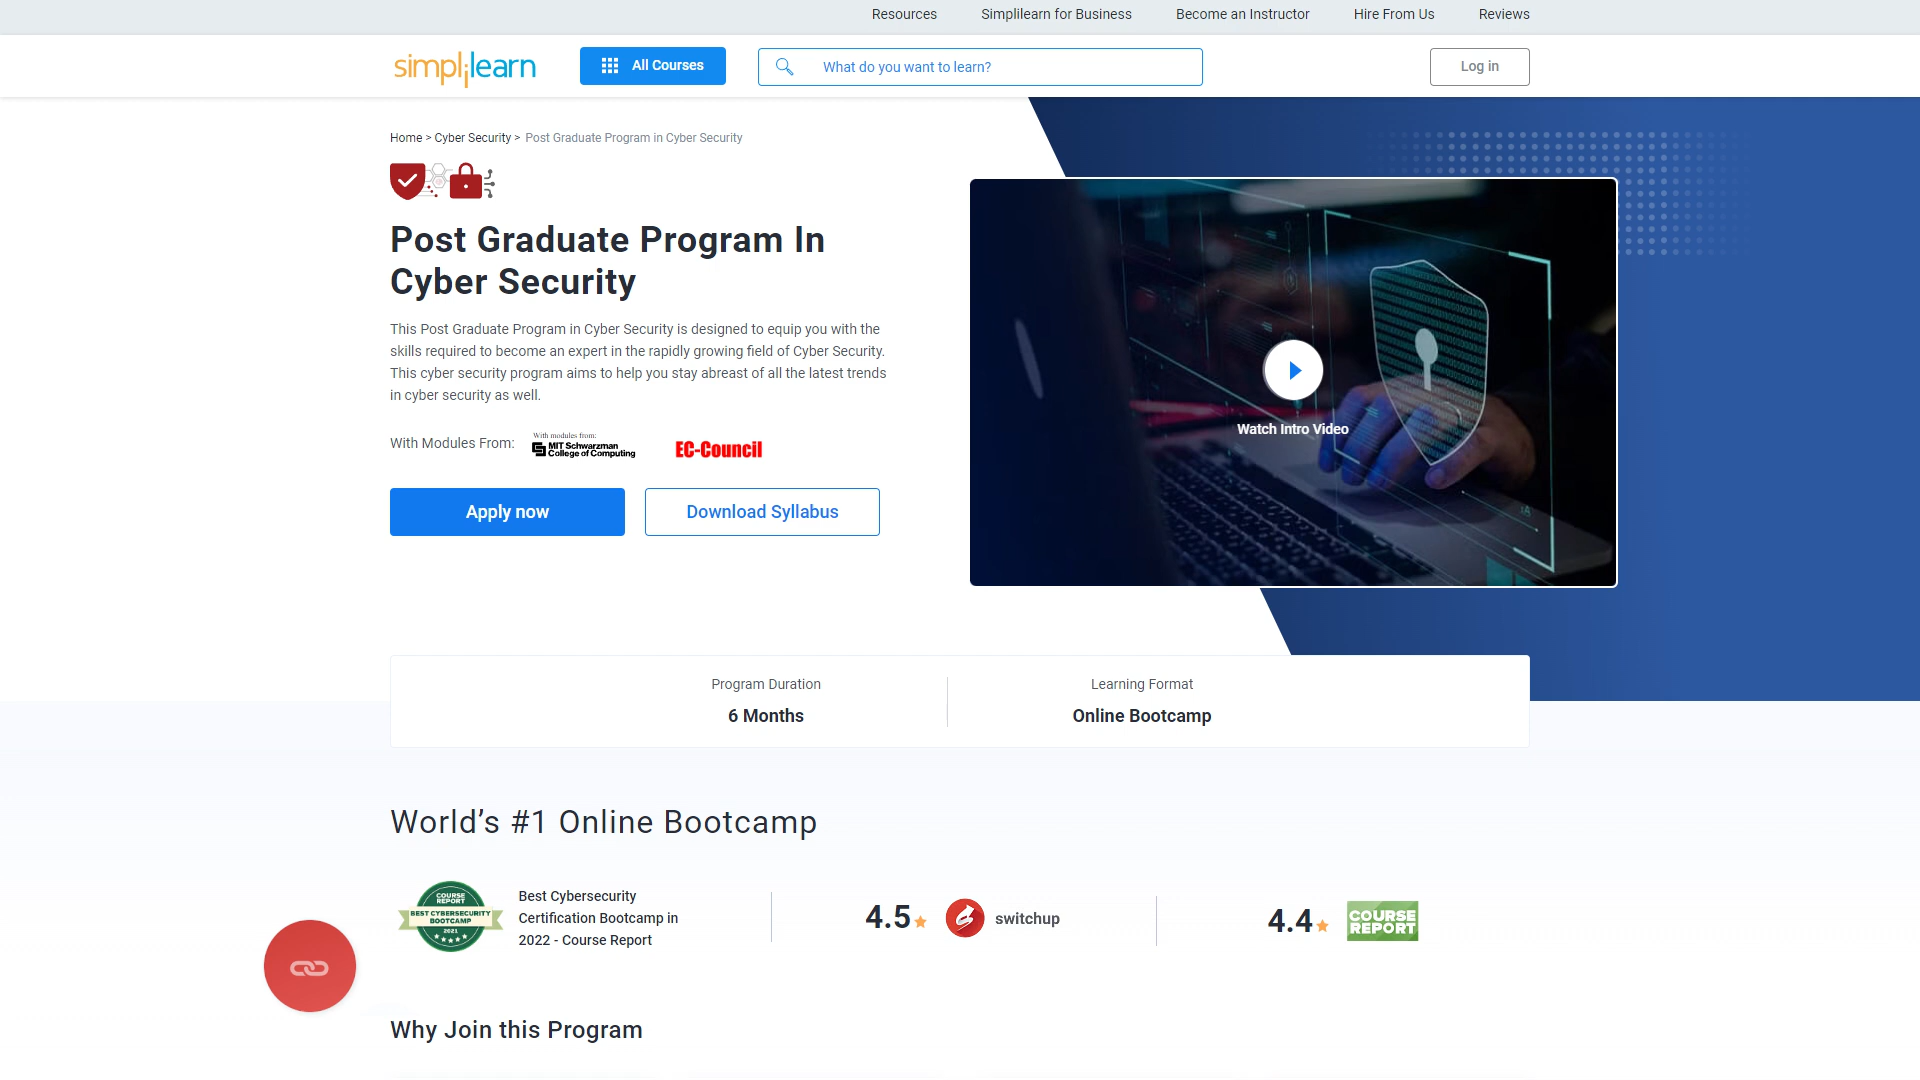 Resources
Simplilearn for Business
Become an Instructor
Hire From Us
Reviews
simplilearn
All Courses
What do you want to learn?
Log in
Home > Cyber Security > Post Graduate Program in Cyber Security
Post Graduate Program In
Cyber Security
This Post Graduate Program in Cyber Security is designed to equip you with the
skills required to become an expert in the rapidly growing field of Cyber Security.
This cyber security program aims to help you stay abreast of all the latest trends
in cyber security as well.
With Modules From:
With modules from:
MIT Schwarzman
College of Computing
EC-Council
Apply now
Download Syllabus
Watch Intro Video
Program Duration
6 Months
Learning Format
Online Bootcamp
World’s #1 Online Bootcamp
COURSE
REPORT
BEST CYBERSECURITY
BOOTCAMP
2021
Best Cybersecurity
Certification Bootcamp in
2022 - Course Report
4.5
switchup
4.4
COURSE
REPORT
Why Join this Program